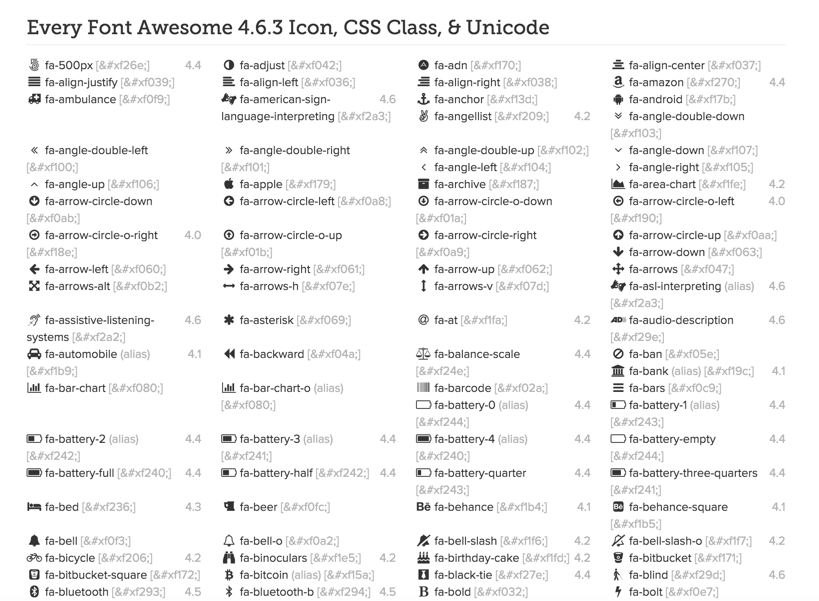 Every Font Awesome 4.6.3 Icon, CSS Class, & Unicode
fa-500px [&#xf26e;] 4.4 fa-adjust [&#xf042;] fa-adn [&#xf170;] fa-align-center [&#xf037;]
fa-align-justify [&#xf039;] fa-align-left [&#xf036;] fa-align-right [&#xf038;] fa-amazon [&#xf270;] 4.4
fa-ambulance [&#xf0f9;] fa-american-sign- 4.6 fa-anchor [&#xf13d;] fa-android [&#xf17b;]
language-interpreting [&#xf2a3;] fa-angellist [&#xf209;] 4.2 fa-angle-double-down
[&#xf103;]
fa-angle-double-left fa-angle-double-right fa-angle-double-up [&#xf102;] fa-angle-down [&#xf107;]
[&#xf100;] [&#xf101;] fa-angle-left [&#xf104;] fa-angle-right [&#xf105;]
fa-angle-up [&#xf106;] fa-apple [&#xf179;] fa-archive [&#xf187;] fa-area-chart [&#xf1fe;] 4.2
fa-arrow-circle-down fa-arrow-circle-left [&#xf0a8;] fa-arrow-circle-o-down fa-arrow-circle-o-left 4.0
[&#xf0ab;] [&#xf01a;] [&#xf190;]
fa-arrow-circle-o-right 4.0 fa-arrow-circle-o-up fa-arrow-circle-right fa-arrow-circle-up [&#xf0aa;]
[&#xf18e;] [&#xf01b;] [&#xf0a9;] fa-arrow-down [&#xf063;]
fa-arrow-left [&#xf060;] fa-arrow-right [&#xf061;] fa-arrow-up [&#xf062;] fa-arrows [&#xf047;]
fa-arrows-alt [&#xf0b2;] fa-arrows-h [&#xf07e;] fa-arrows-v [&#xf07d;] fa-asl-interpreting (alias) 4.6
[&#xf2a3;]
fa-assistive-listening- 4.6 fa-asterisk [&#xf069;] fa-at [&#xf1fa;] 4.2 fa-audio-description 4.6
systems [&#xf2a2;] [&#xf29e;]
fa-automobile (alias) 4.1 fa-backward [&#xf04a;] fa-balance-scale 4.4 fa-ban [&#xf05e;]
[&#xf1b9;] [&#xf24e;] fa-bank (alias) [&#xf19c;] 4.1
fa-bar-chart [&#xf080;] fa-bar-chart-o (alias) fa-barcode [&#xf02a;] fa-bars [&#xf0c9;]
[&#xf080;] fa-battery-0 (alias) 4.4 fa-battery-1 (alias) 4.4
[&#xf244;] [&#xf243;]
fa-battery-2 (alias) 4.4 fa-battery-3 (alias) 4.4 fa-battery-4 (alias) 4.4 fa-battery-empty 4.4
[&#xf242;] [&#xf241;] [&#xf240;] [&#xf244;]
fa-battery-full [&#xf240;] 4.4 fa-battery-half [&#xf242;] 4.4 fa-battery-quarter 4.4 fa-battery-three-quarters 4.4
[&#xf243;] [&#xf241;]
fa-bed [&#xf236;] 4.3 fa-beer [&#xf0fc;] Bē fa-behance [&#xf1b4;] 4.1 fa-behance-square 4.1
[&#xf1b5;]
fa-bell [&#xf0f3;] fa-bell-o [&#xf0a2;] fa-bell-slash [&#xf1f6;] 4.2 fa-bell-slash-o [&#xf1f7;] 4.2
fa-bicycle [&#xf206;] 4.2 fa-binoculars [&#xf1e5;] 4.2 fa-birthday-cake [&#xf1fd;] 4.2 fa-bitbucket [&#xf171;]
fa-bitbucket-square [&#xf172;] fa-bitcoin (alias) [&#xf15a;] fa-black-tie [&#xf27e;] 4.4 fa-blind [&#xf29d;] 4.6
fa-bluetooth [&#xf293;] 4.5 fa-bluetooth-b [&#xf294;] 4.5 fa-bold [&#xf032;] fa-bolt [&#xf0e7;]